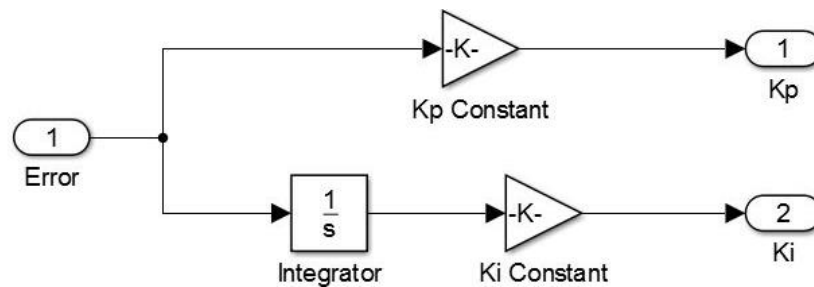 -K-
1
Kp Constant
Kp
1
Error
1
s
-K-
2
Integrator
Ki Constant
Ki